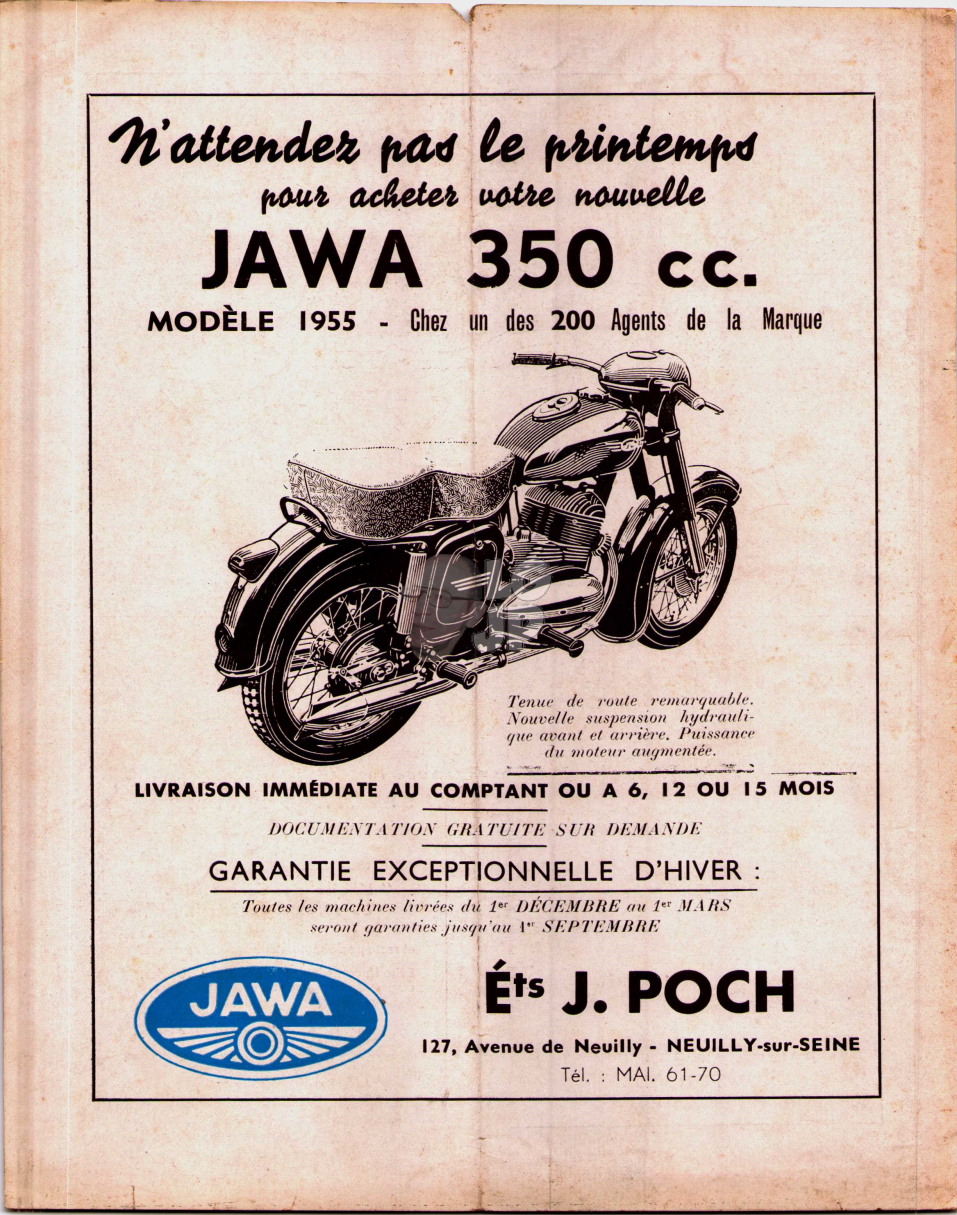 N'attendez pas le printemps
pour acheter votre nouvelle
JAWA 350 cc.
MODÈLE 1955 - Chez un des 200 Agents de la Marque
Tenue de route remarquable.
Nouvelle suspension hydrauli-
que avant et arrière. Puissance
du moteur augmentée.
LIVRAISON IMMÉDIATE AU COMPTANT OU A 6, 12 OU 15 MOIS
DOCUMENTATION GRATUITE SUR DEMANDE
GARANTIE EXCEPTIONNELLE D'HIVER :
Toutes les machines livrées du 1er DÉCEMBRE au 1er MARS
seront garanties jusqu'au 1er SEPTEMBRE
JAWA
Éts J. POCH
127, Avenue de Neuilly - NEUILLY-sur-SEINE
Tél. : MAI. 61-70